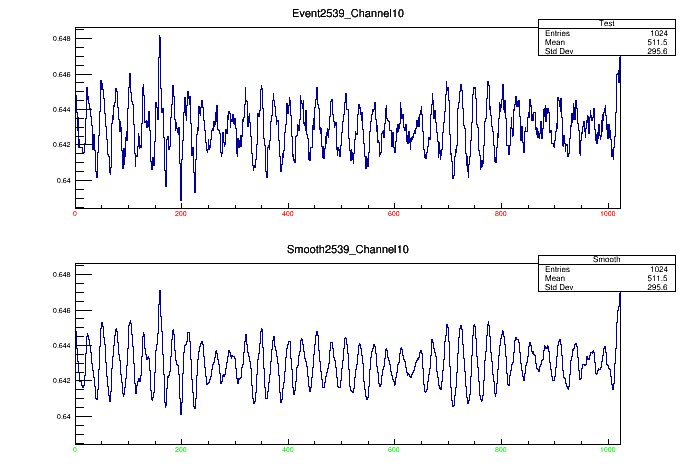 Event2539_Channel10
Test
Entries 1024
Mean 511.5
Std Dev 295.6
0.648
0.646
0.644
0.642
0.64
0 200 400 600 800 1000
Smooth2539_Channel10
Smooth
Entries 1024
Mean 511.5
Std Dev 295.6
0.648
0.646
0.644
0.642
0.64
0 200 400 600 800 1000